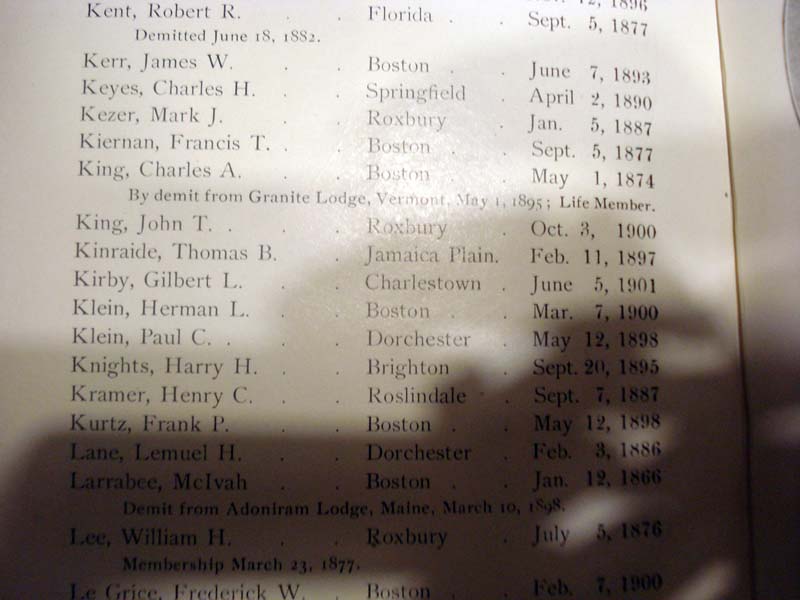 12, 1896
Kent, Robert R. . . Florida . . Sept. 5, 1877
Demitted June 18, 1882.
Kerr, James W. . . Boston . . June 7, 1893
Keyes, Charles H. . . Springfield . April 2, 1890
Kezer, Mark J. . . Roxbury . Jan. 5, 1887
Kiernan, Francis T. . . Boston . . Sept. 5, 1877
King, Charles A. . . Boston . . May 1, 1874
By demit from Granite Lodge, Vermont, May 1, 1895; Life Member.
King, John T. . . . Roxbury . Oct. 3, 1900
Kinraide, Thomas B. . Jamaica Plain. Feb. 11, 1897
Kirby, Gilbert L. . . Charlestown . June 5, 1901
Klein, Herman L. . . Boston . . Mar. 7, 1900
Klein, Paul C. . . . Dorchester . May 12, 1898
Knights, Harry H. . . Brighton . Sept. 20, 1895
Kramer, Henry C. . . Roslindale . Sept. 7, 1887
Kurtz, Frank P. . . Boston . . May 12, 1898
Lane, Lemuel H. . . Dorchester . Feb. 3, 1886
Larrabee, McIvah . . Boston . . Jan. 12, 1866
Demit from Adoniram Lodge, Maine, March 10, 1898.
Lee, William H. . . Roxbury . July 5, 1876
Membership March 23, 1877.
Le Grice, Frederick W. . Boston . . Feb. 7, 1900